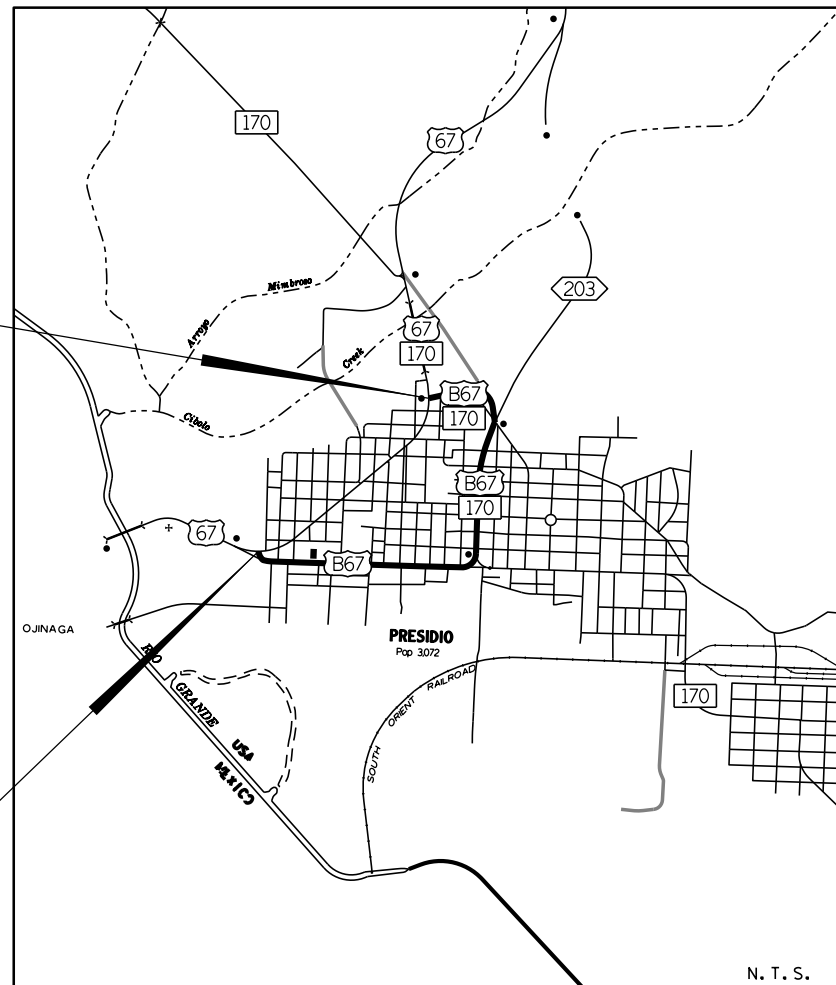 170
67
203
Mimbroso
Arroyo
67
170
Creek
B67
170
Cibolo
B67
170
67
B67
OJINAGA
PRESIDIO
Pop 3,072
RIO GRANDE
SOUTH ORIENT RAILROAD
170
USA
MEXICO
N. T. S.